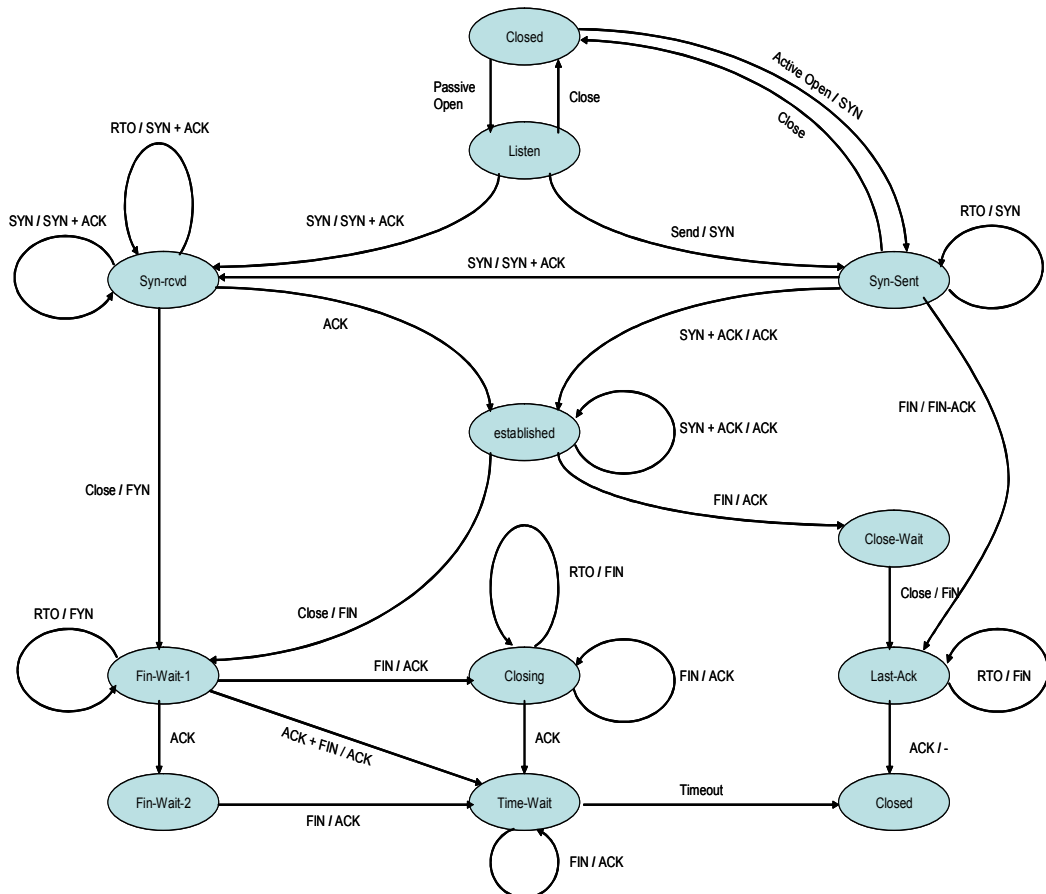 Closed
Active Open / SYN
Passive
Open
Close
Close
RTO / SYN + ACK
Listen
SYN / SYN + ACK
SYN / SYN + ACK
Send / SYN
RTO / SYN
SYN / SYN + ACK
Syn-rcvd
Syn-Sent
ACK
SYN + ACK / ACK
FIN / FIN-ACK
established
SYN + ACK / ACK
Close / FYN
FIN / ACK
Close-Wait
RTO / FIN
Close / FiN
RTO / FYN
Close / FIN
Fin-Wait-1
FIN / ACK
Closing
FIN / ACK
Last-Ack
RTO / FiN
ACK
ACK + FIN / ACK
ACK
ACK / -
Fin-Wait-2
Time-Wait
Timeout
Closed
FIN / ACK
FIN / ACK